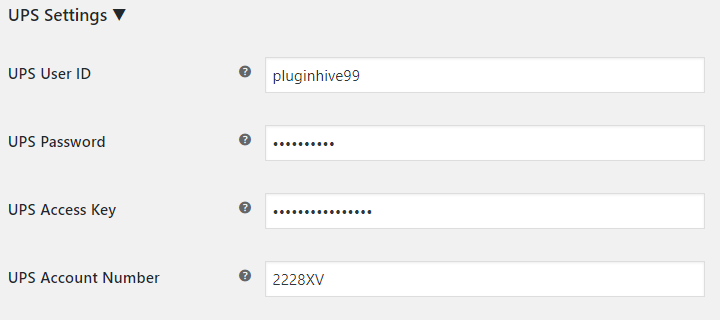 UPS Settings ▼
UPS User ID ? pluginhive99
UPS Password ? ••••••••••
UPS Access Key ? ••••••••••••••••
UPS Account Number ? 2228XV